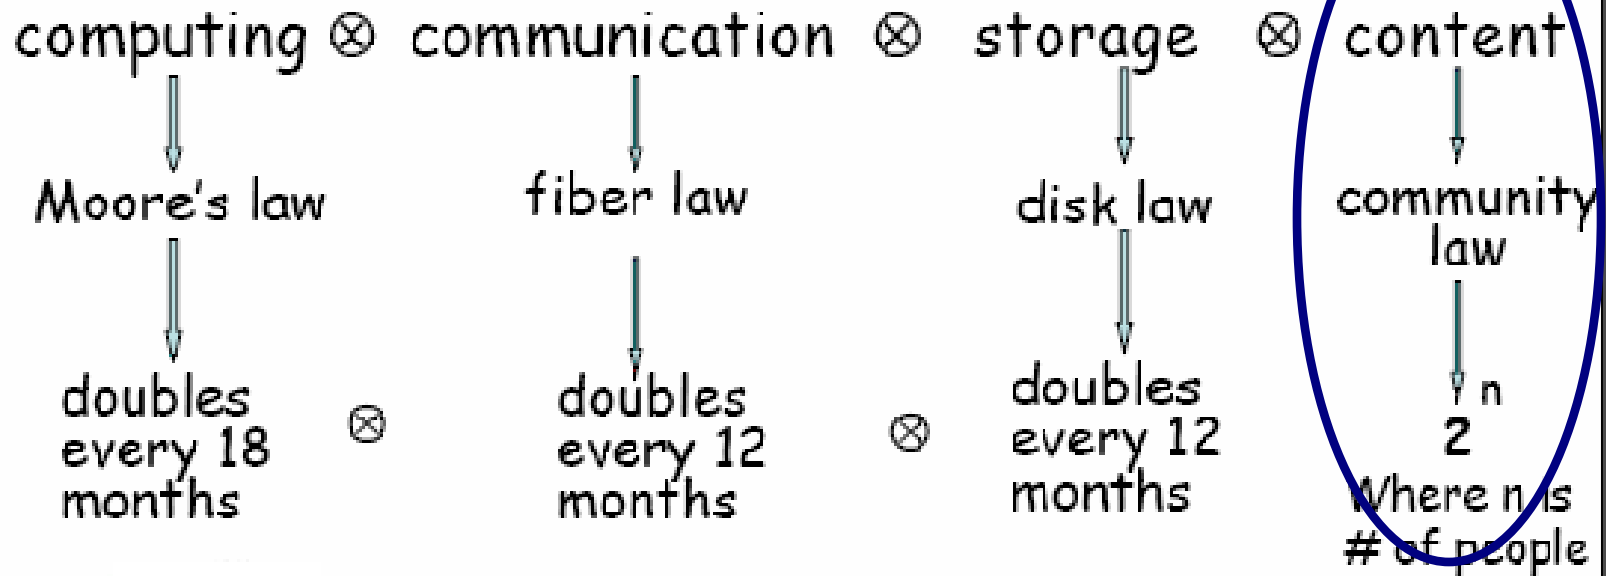 computing ⊗ communication ⊗ storage ⊗ content
Moore's law
fiber law
disk law
community
law
doubles
every 18
months
⊗
doubles
every 12
months
⊗
doubles
every 12
months
n
2
Where n is
# of people